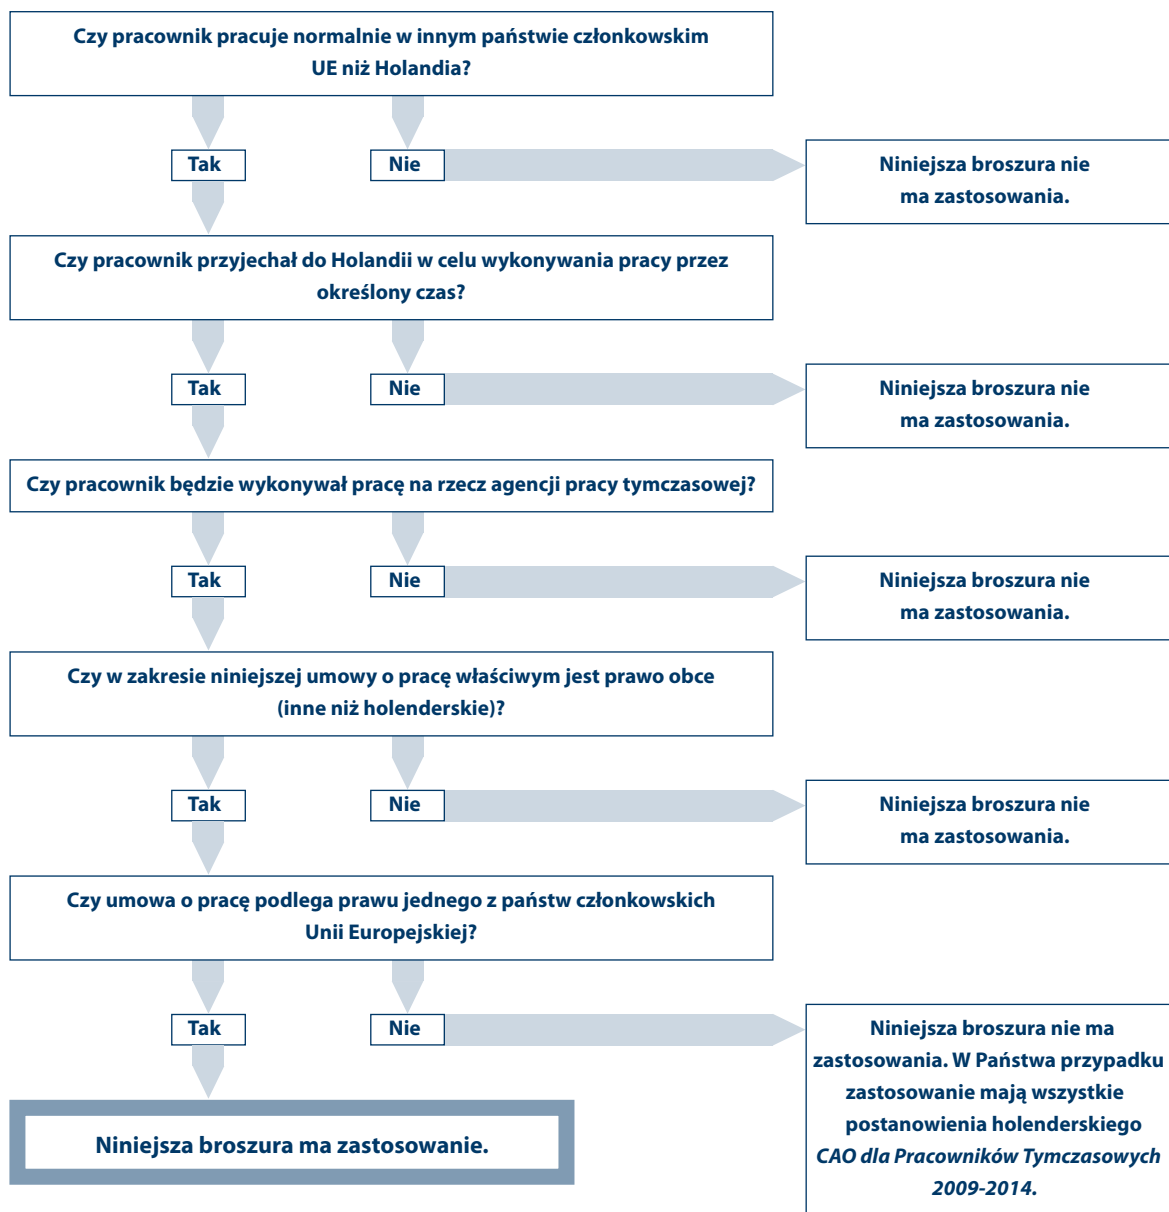 Czy pracownik pracuje normalnie w innym państwie członkowskim
UE niż Holandia?
Tak
Nie
Niniejsza broszura nie
ma zastosowania.
Czy pracownik przyjechał do Holandii w celu wykonywania pracy przez
określony czas?
Tak
Nie
Niniejsza broszura nie
ma zastosowania.
Czy pracownik będzie wykonywał pracę na rzecz agencji pracy tymczasowej?
Tak
Nie
Niniejsza broszura nie
ma zastosowania.
Czy w zakresie niniejszej umowy o pracę właściwym jest prawo obce
(inne niż holenderskie)?
Tak
Nie
Niniejsza broszura nie
ma zastosowania.
Czy umowa o pracę podlega prawu jednego z państw członkowskich
Unii Europejskiej?
Tak
Nie
Niniejsza broszura nie ma
zastosowania. W Państwa przypadku
zastosowanie mają wszystkie
postanowienia holenderskiego
CAO dla Pracowników Tymczasowych
2009-2014.
Niniejsza broszura ma zastosowanie.